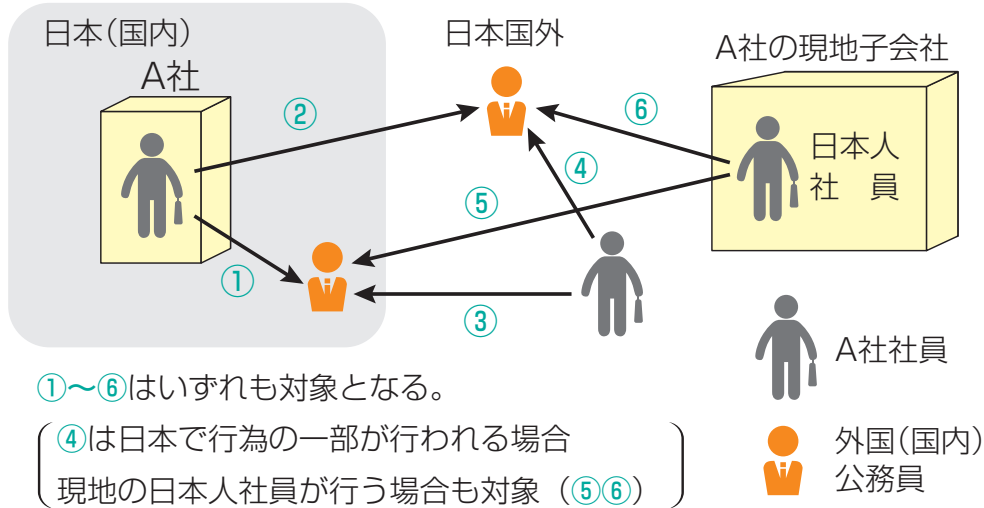 日本（国内）
A社
日本国外
A社の現地子会社
②
⑥
④
⑤
①
③
日本人
社　員
A社社員
外国（国内）
公務員
①〜⑥はいずれも対象となる。
④は日本で行為の一部が行われる場合
現地の日本人社員が行う場合も対象（⑤⑥）